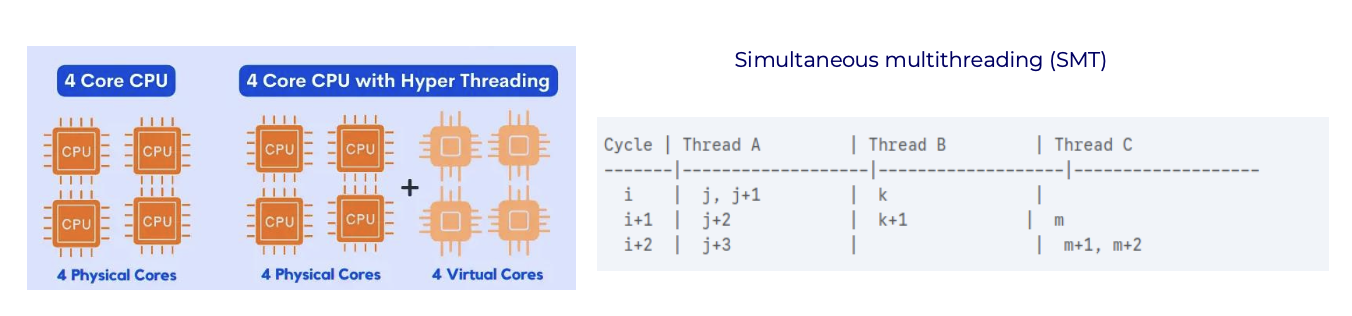 Simultaneous multithreading (SMT)
4 Core CPU
4 Core CPU with Hyper Threading
CPU CPU CPU CPU
CPU CPU CPU CPU
+
4 Physical Cores
4 Physical Cores
4 Virtual Cores
Cycle | Thread A | Thread B | Thread C
-------|-------------------|-------------------|-------------------
i | j, j+1 | k |
i+1 | j+2 | k+1 | m
i+2 | j+3 | | m+1, m+2